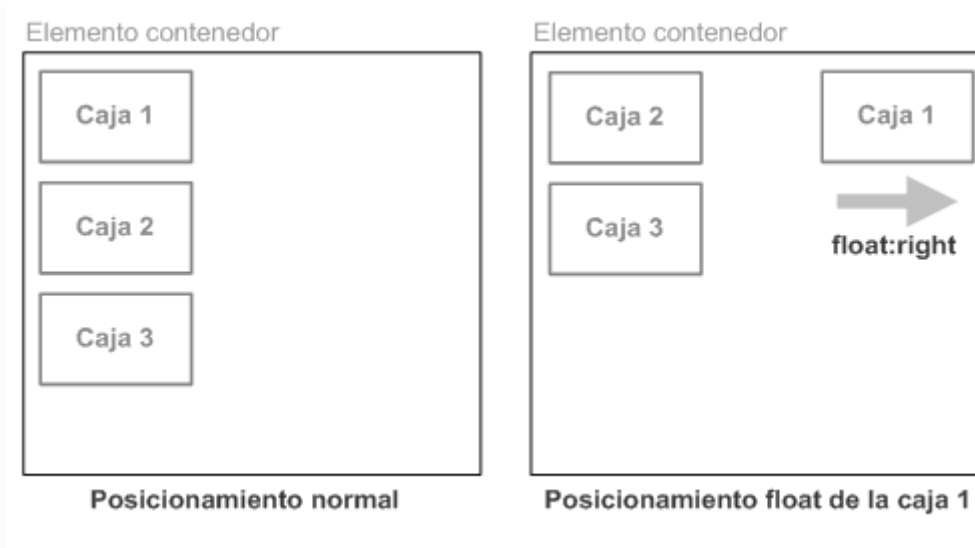 Elemento contenedor
Caja 1
Caja 2
Caja 3
Posicionamiento normal
Elemento contenedor
Caja 2
Caja 1
Caja 3
float:right
Posicionamiento float de la caja 1